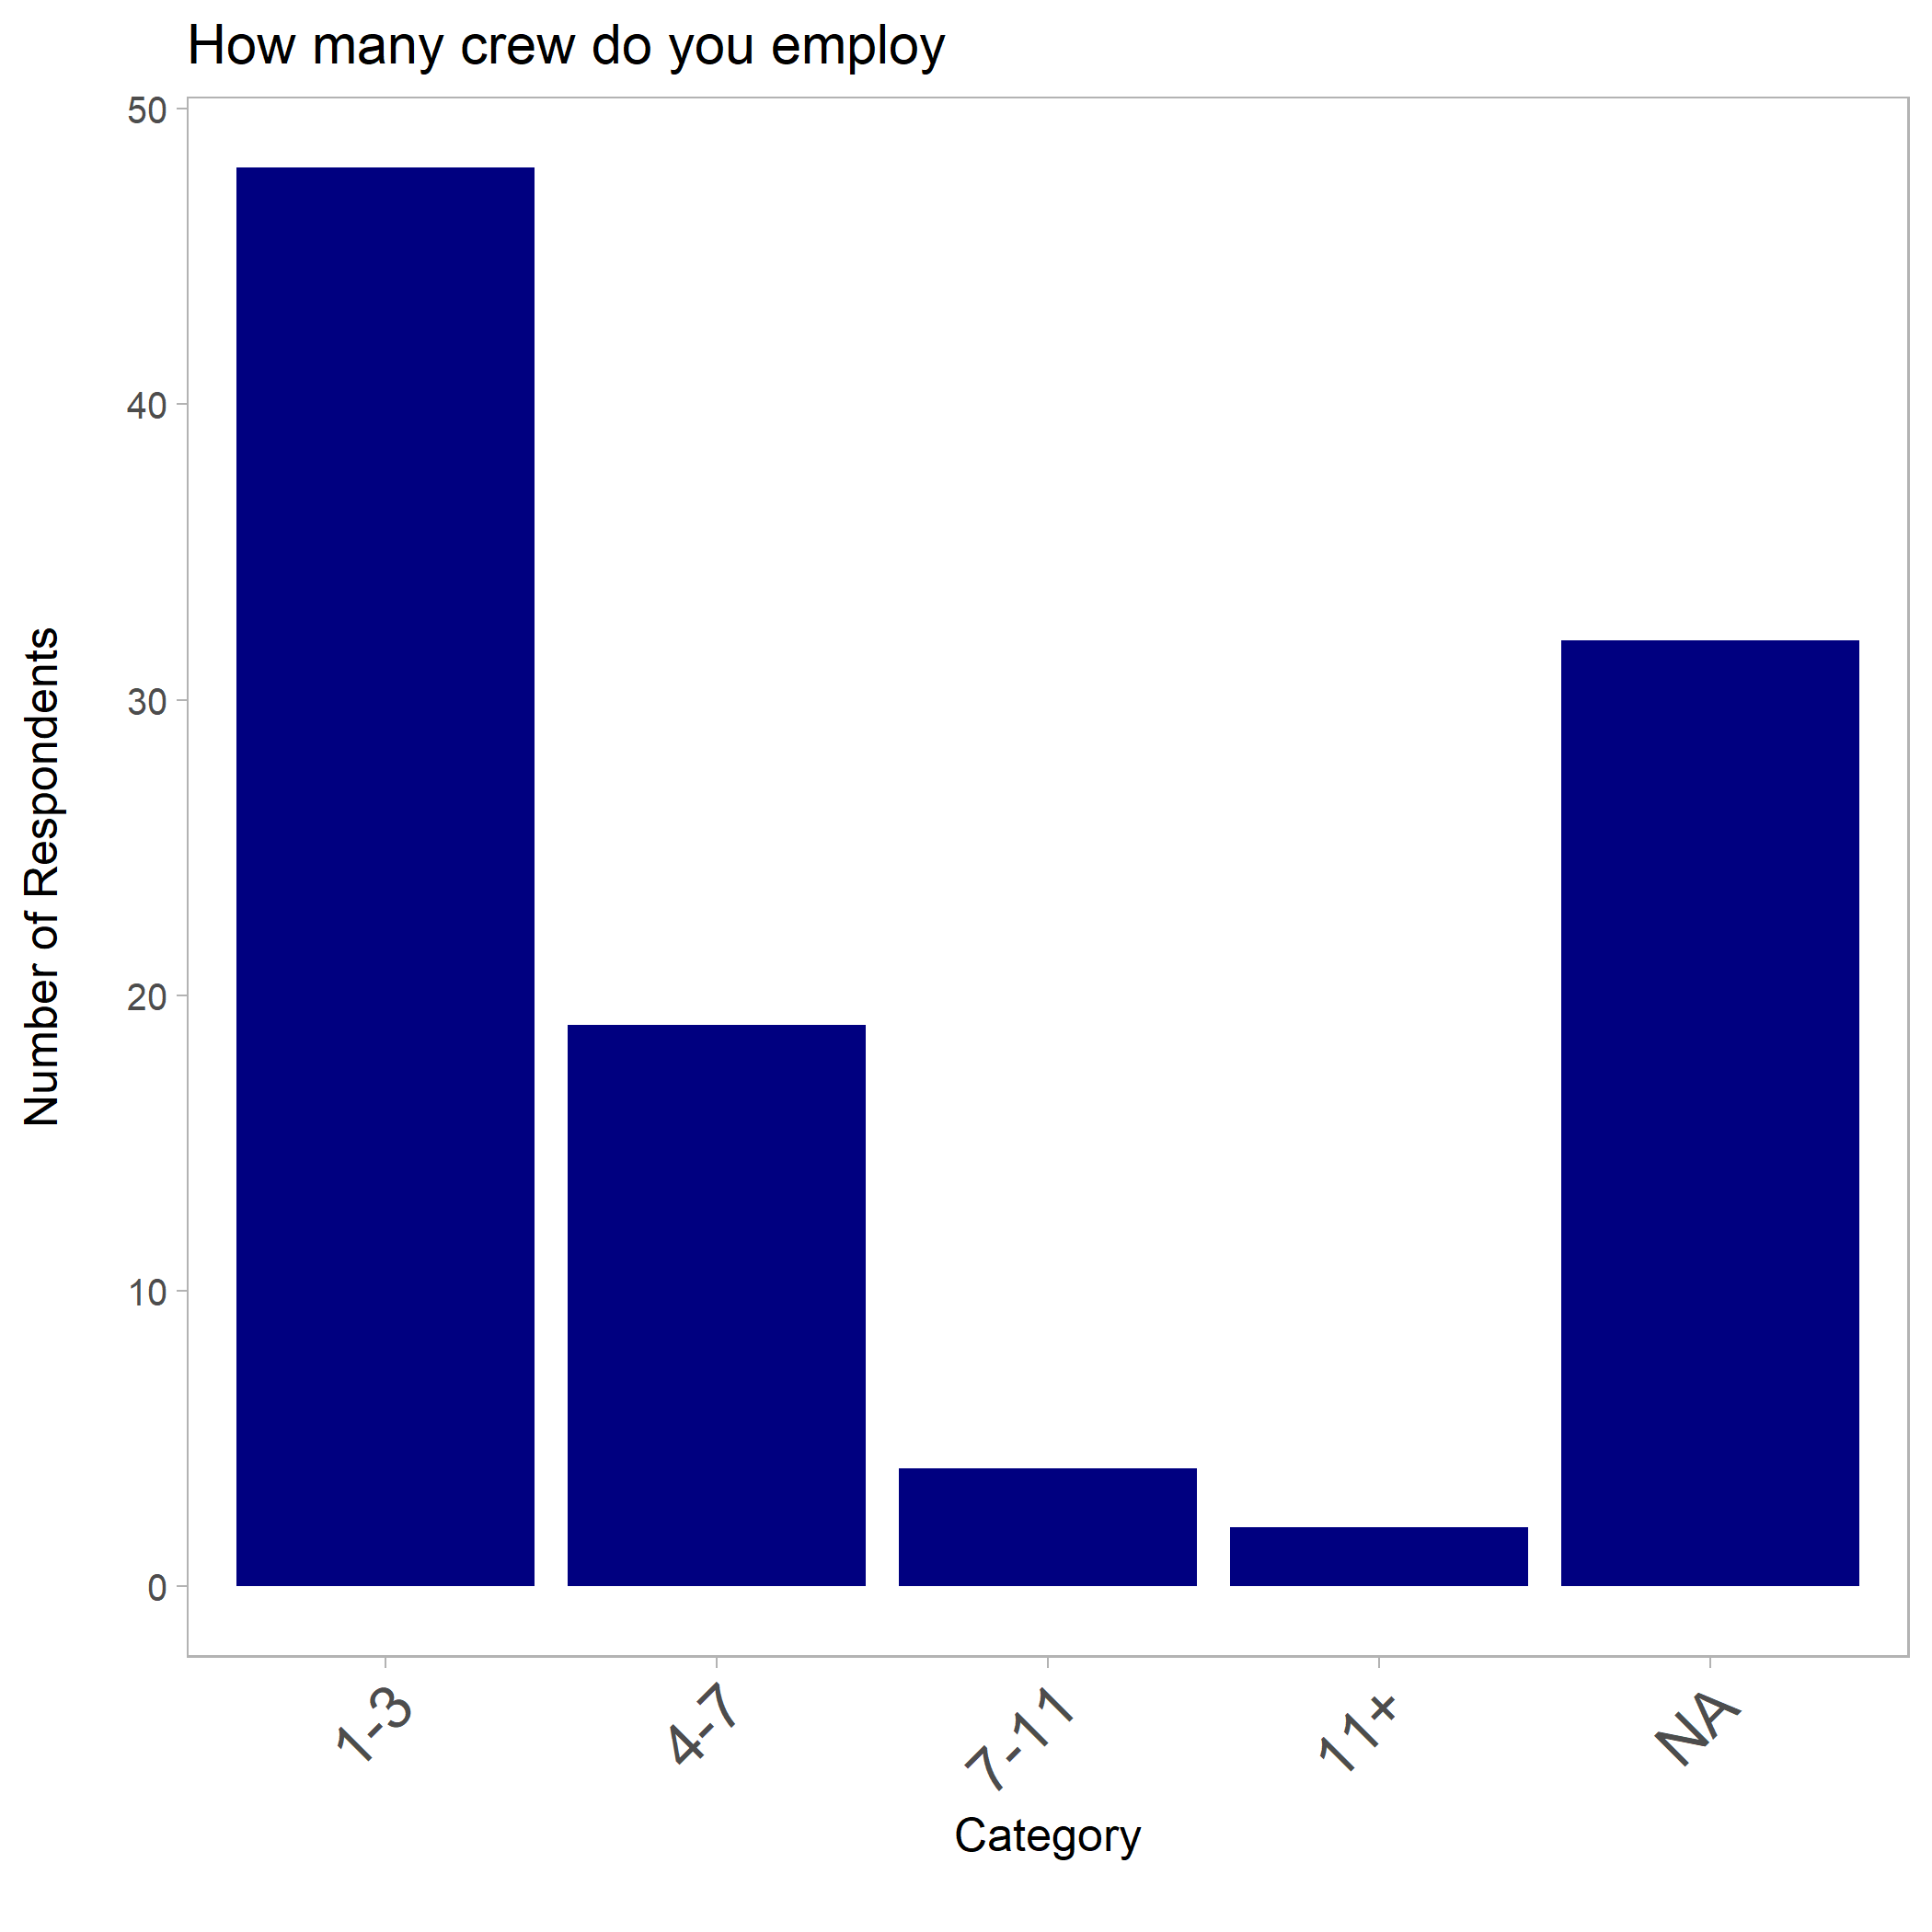 How many crew do you employ
50
40
30
20
10
0
Number of Respondents
1-3
4-7
7-11
11+
NA
Category